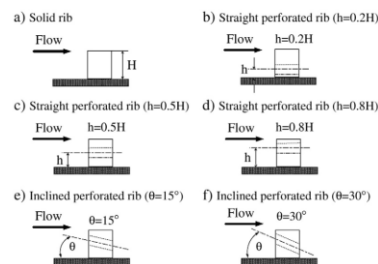 a) Solid rib
Flow
H
b) Straight perforated rib (h=0.2H)
Flow h=0.2H
h
c) Straight perforated rib (h=0.5H)
Flow h=0.5H
h
d) Straight perforated rib (h=0.8H)
Flow h=0.8H
h
e) Inclined perforated rib (θ=15°)
Flow θ=15°
θ
f) Inclined perforated rib (θ=30°)
Flow θ=30°
θ